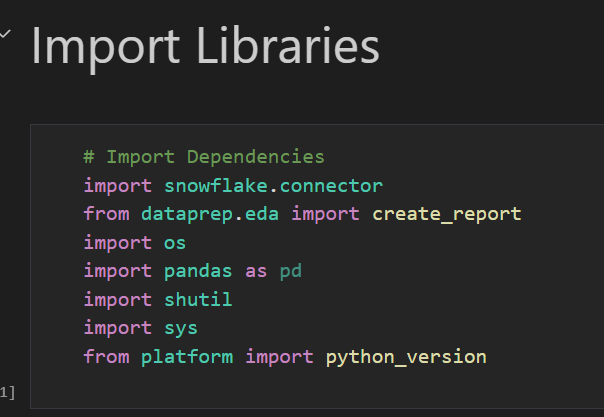 Import Libraries
# Import Dependencies
import snowflake.connector
from dataprep.eda import create_report
import os
import pandas as pd
import shutil
import sys
from platform import python_version
1]